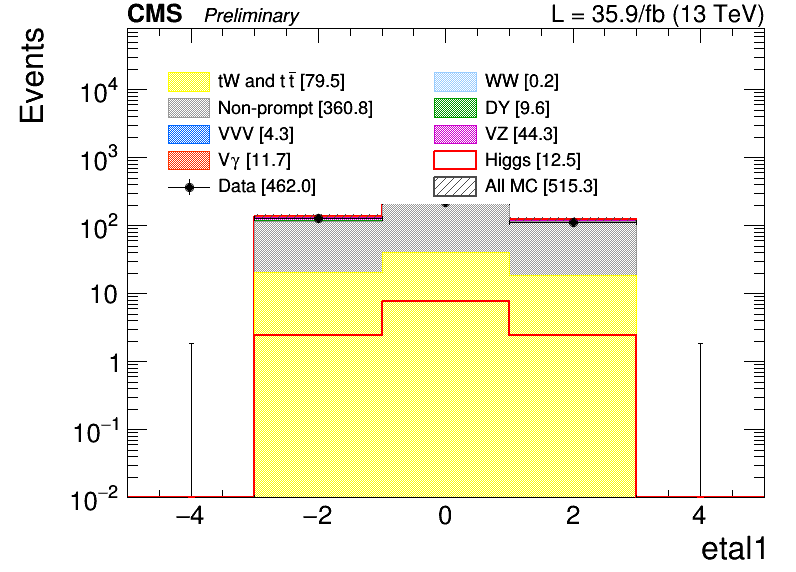 CMS Preliminary L = 35.9/fb (13 TeV)
Events
tW and tt̅ [79.5] WW [0.2]
Non-prompt [360.8] DY [9.6]
VVV [4.3] VZ [44.3]
Vγ [11.7] Higgs [12.5]
Data [462.0] All MC [515.3]
10⁴
10³
10²
10
1
10⁻¹
10⁻²
−4 −2 0 2 4
etal1